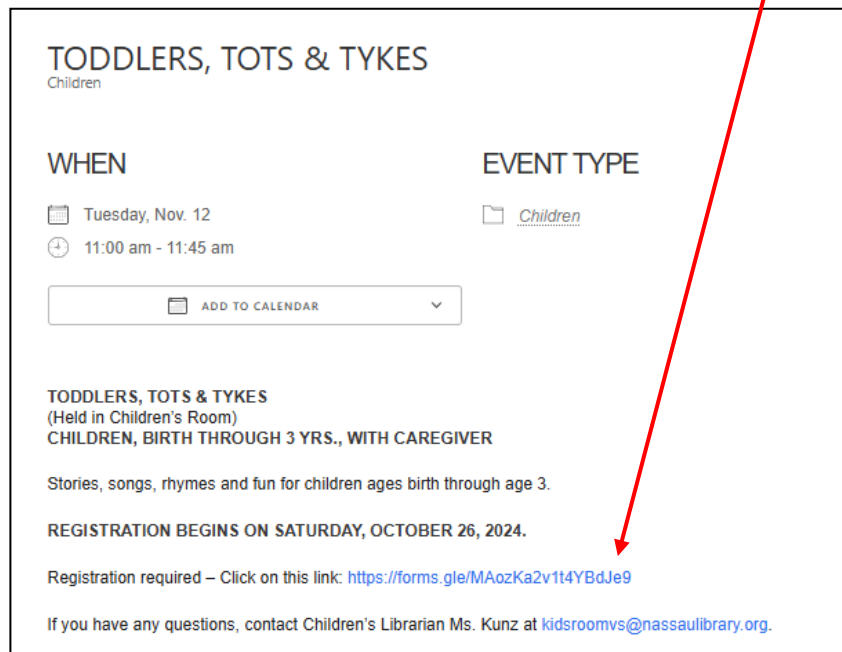 TODDLERS, TOTS & TYKES
Children
WHEN
Tuesday, Nov. 12
11:00 am - 11:45 am
ADD TO CALENDAR
EVENT TYPE
Children
TODDLERS, TOTS & TYKES
(Held in Children's Room)
CHILDREN, BIRTH THROUGH 3 YRS., WITH CAREGIVER
Stories, songs, rhymes and fun for children ages birth through age 3.
REGISTRATION BEGINS ON SATURDAY, OCTOBER 26, 2024.
Registration required – Click on this link: https://forms.gle/MAozKa2v1t4YBdJe9
If you have any questions, contact Children's Librarian Ms. Kunz at kidsroomvs@nassaulibrary.org.